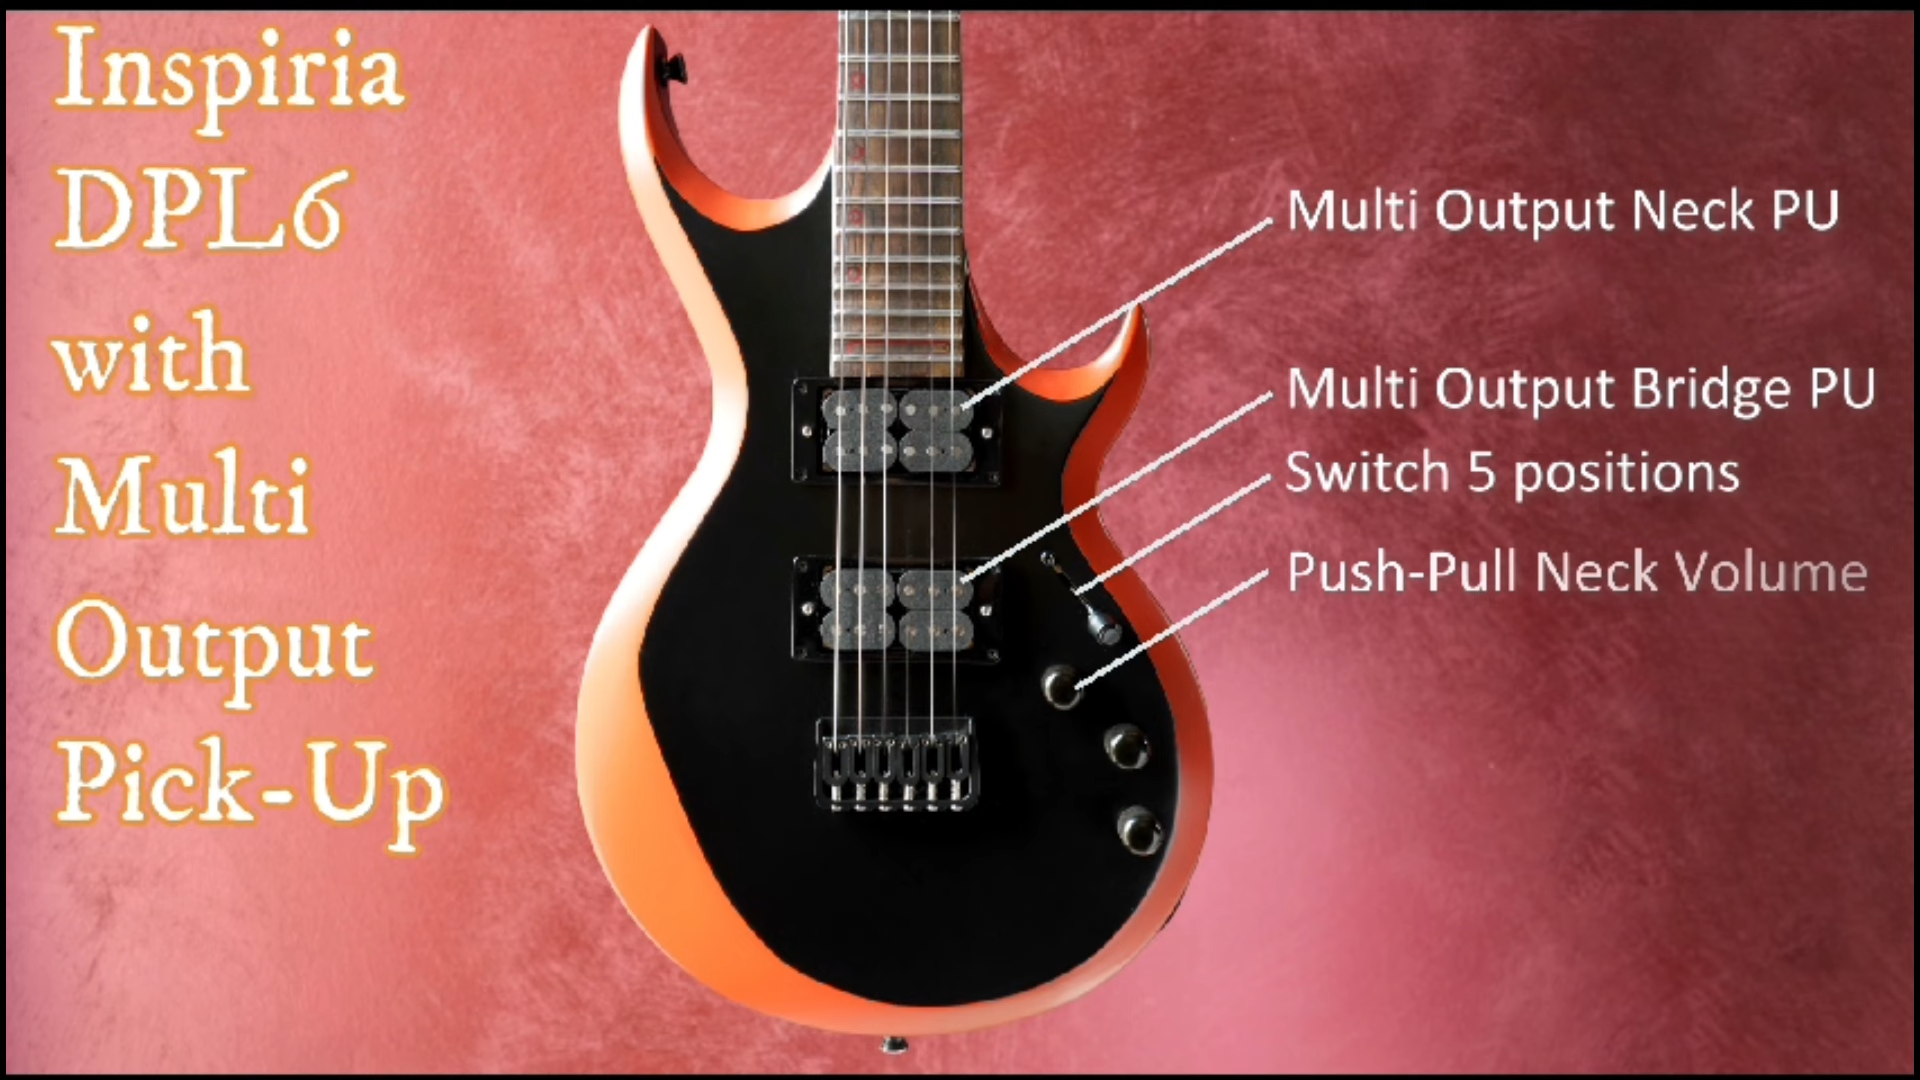 Inspiria
DPL6
with
Multi
Output
Pick-Up
Multi Output Neck PU
Multi Output Bridge PU
Switch 5 positions
Push-Pull Neck Volume